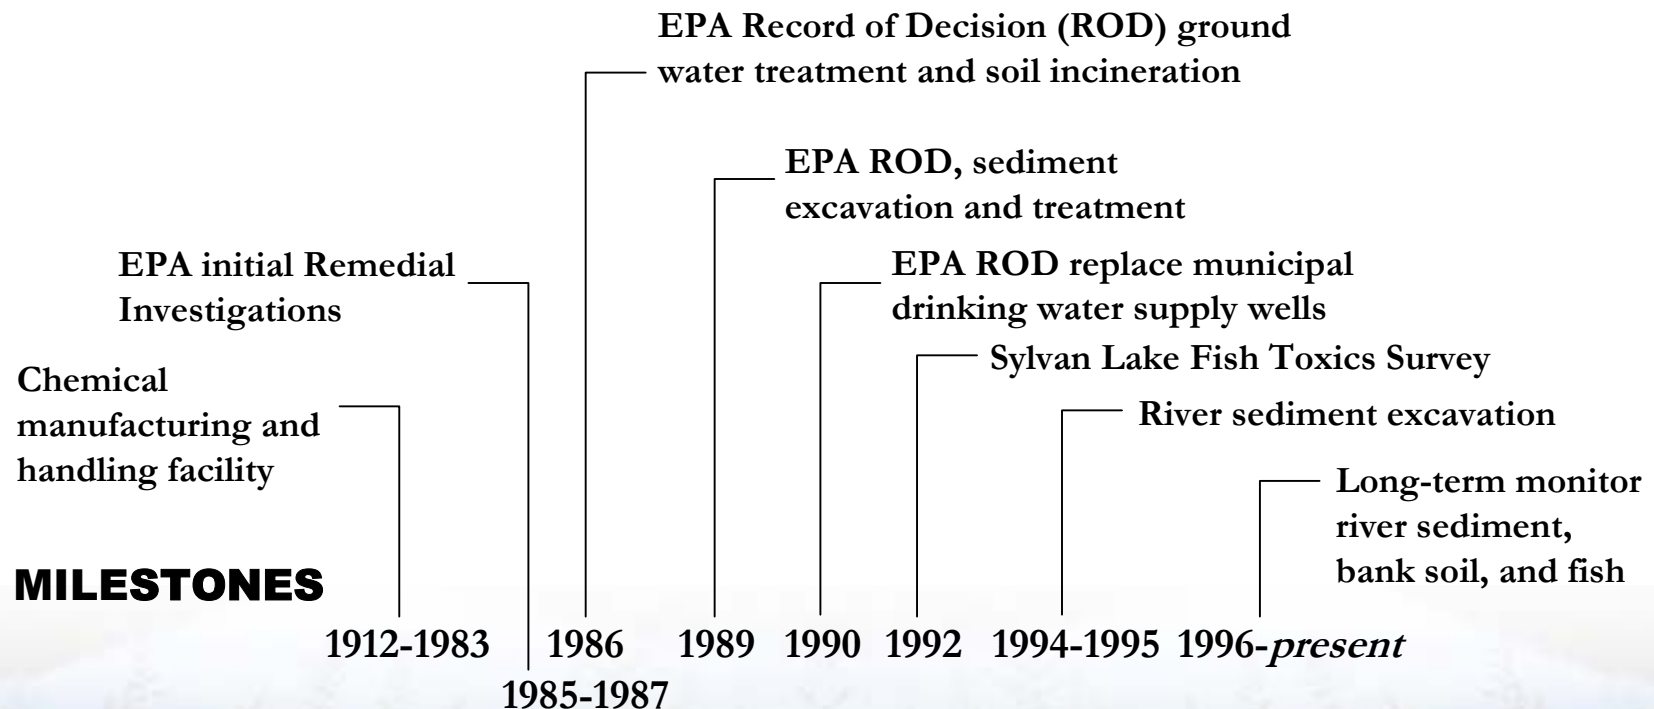 EPA Record of Decision (ROD) ground
water treatment and soil incineration
EPA ROD, sediment
excavation and treatment
EPA initial Remedial
Investigations
EPA ROD replace municipal
drinking water supply wells
Sylvan Lake Fish Toxics Survey
Chemical
manufacturing and
handling facility
River sediment excavation
Long-term monitor
river sediment,
bank soil, and fish
MILESTONES
1912-1983 1986 1989 1990 1992 1994-1995 1996-present
1985-1987